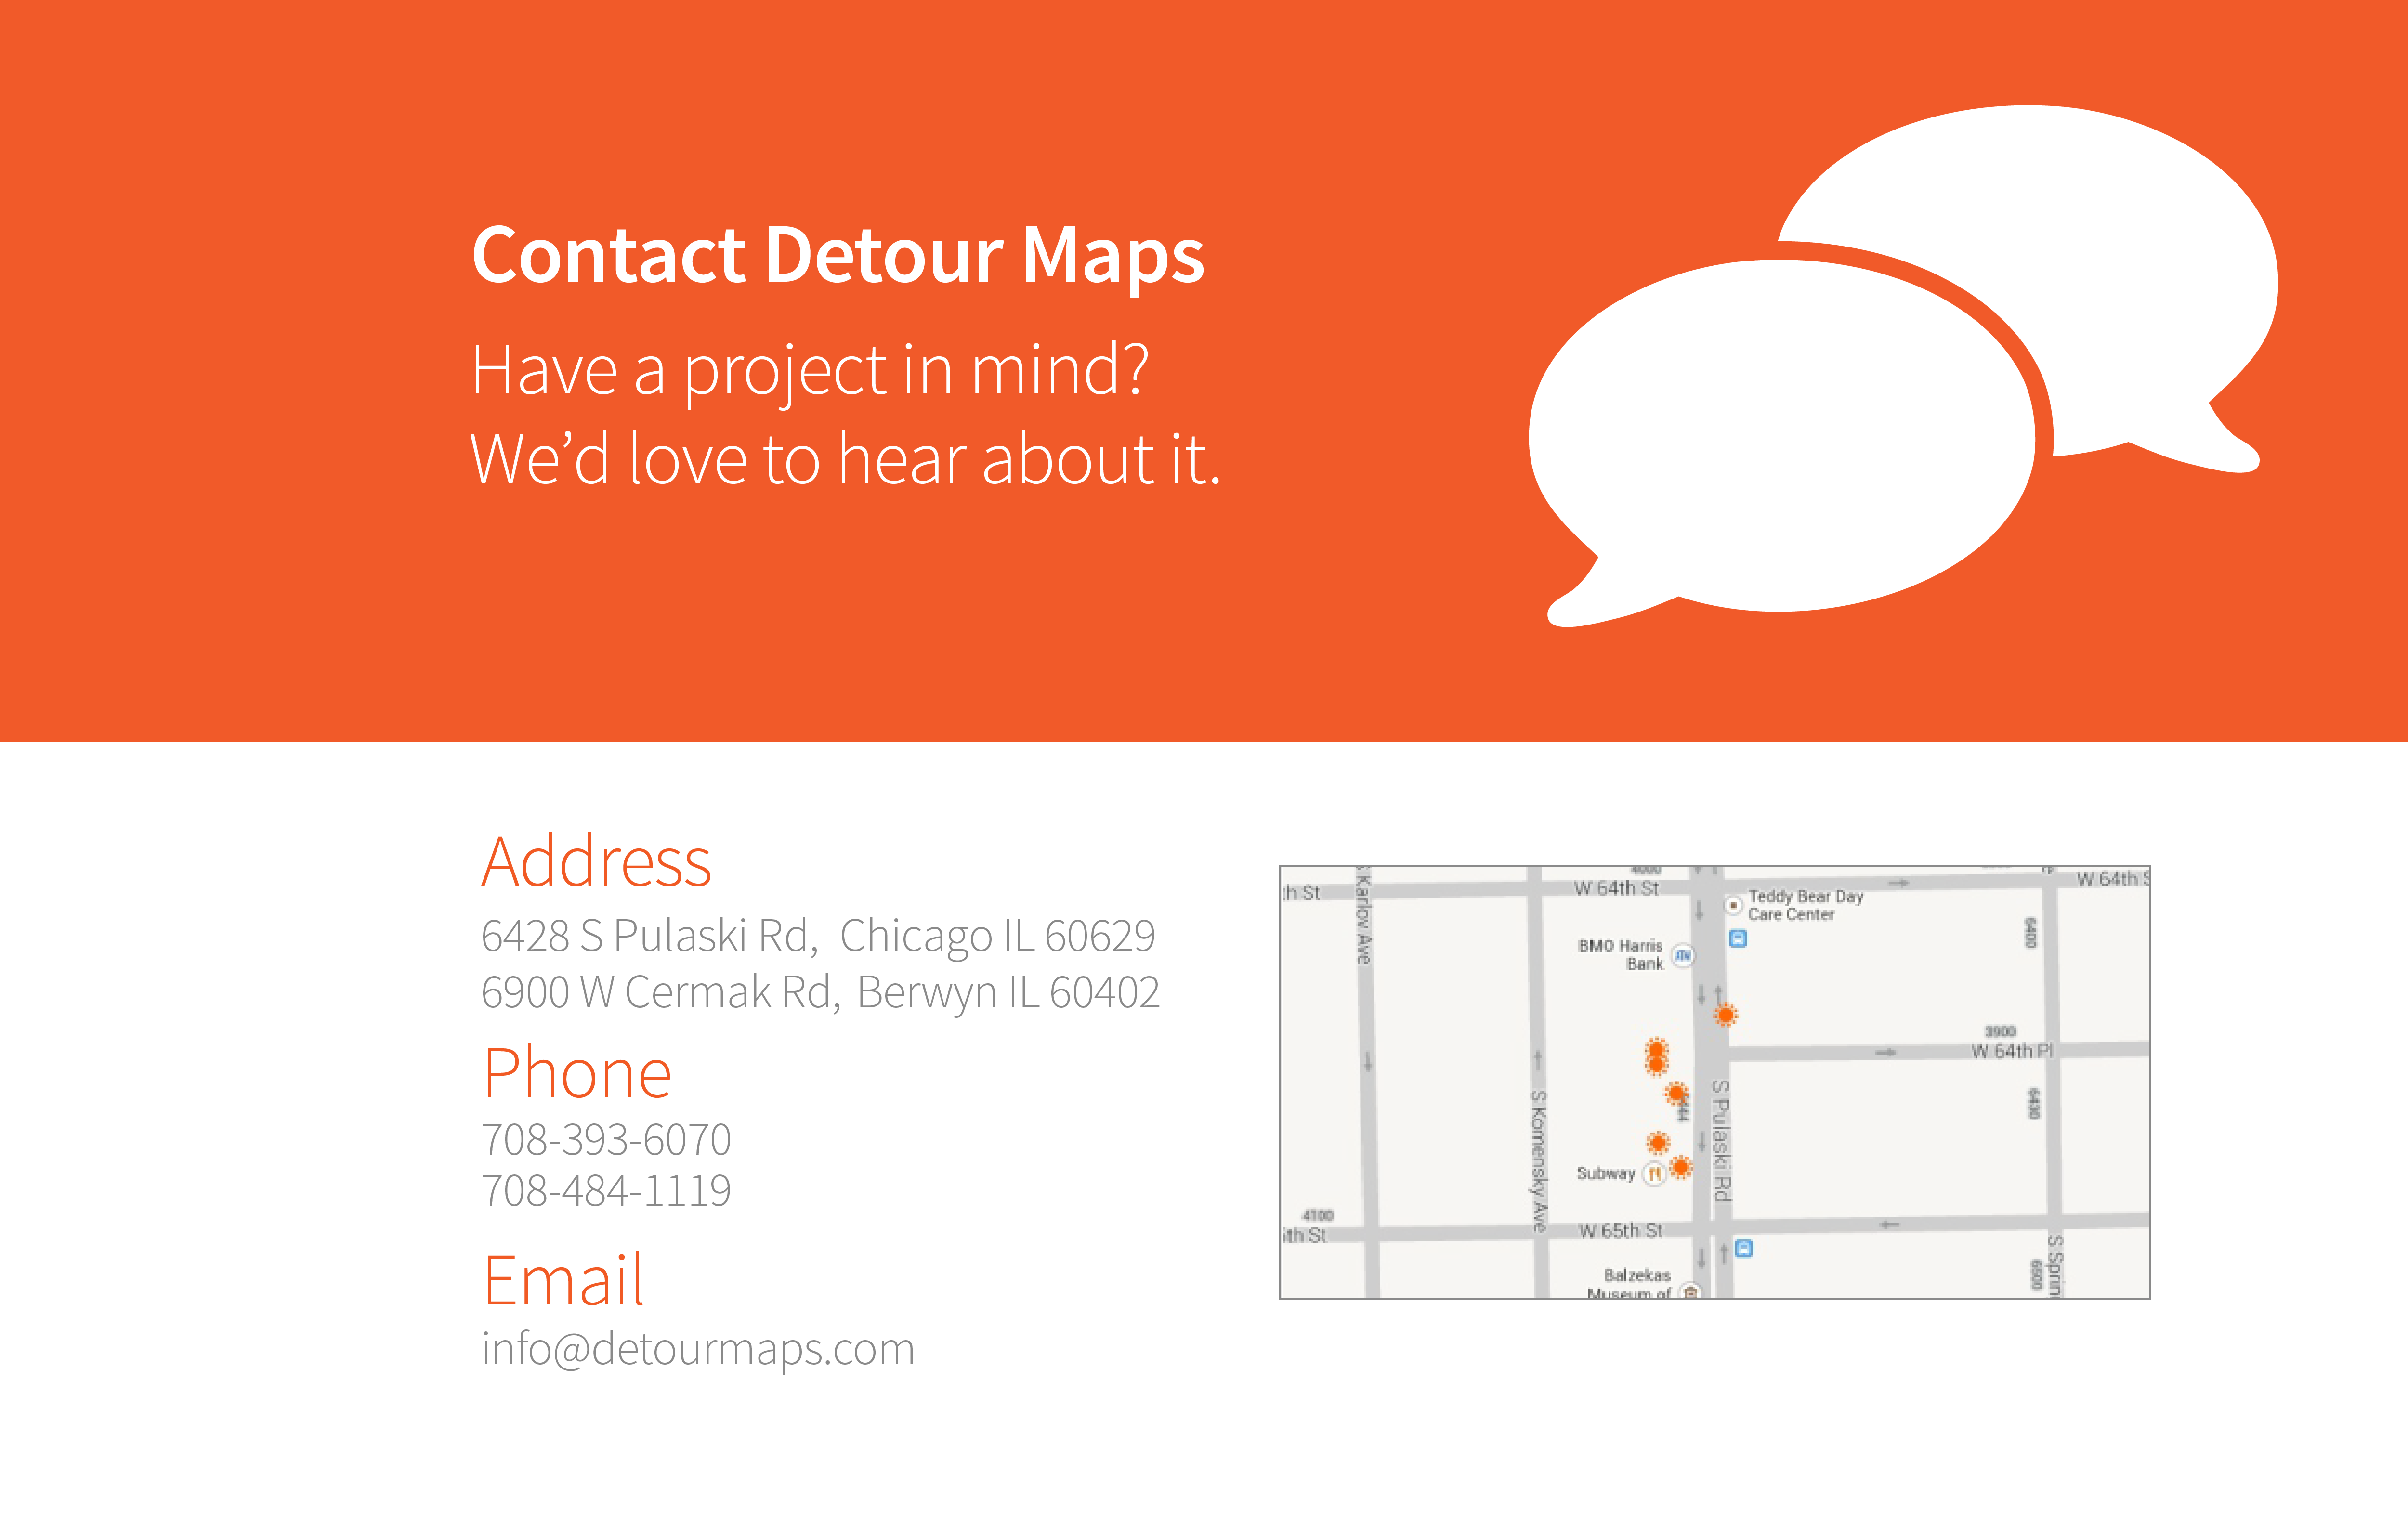 Contact Detour Maps
Have a project in mind?
We’d love to hear about it.
Address
6428 S Pulaski Rd, Chicago IL 60629
6900 W Cermak Rd, Berwyn IL 60402
Phone
708-393-6070
708-484-1119
Email
info@detourmaps.com
4000
th St
W 64th St
W 64th S
S Karlov Ave
Teddy Bear Day
Care Center
6400
BMO Harris
Bank
3900
W 64th Pl
S Komensky Ave
S Pulaski Rd
6430
Subway
4100
th St
W 65th St
S Sprin
6500
Balzekas
Museum of